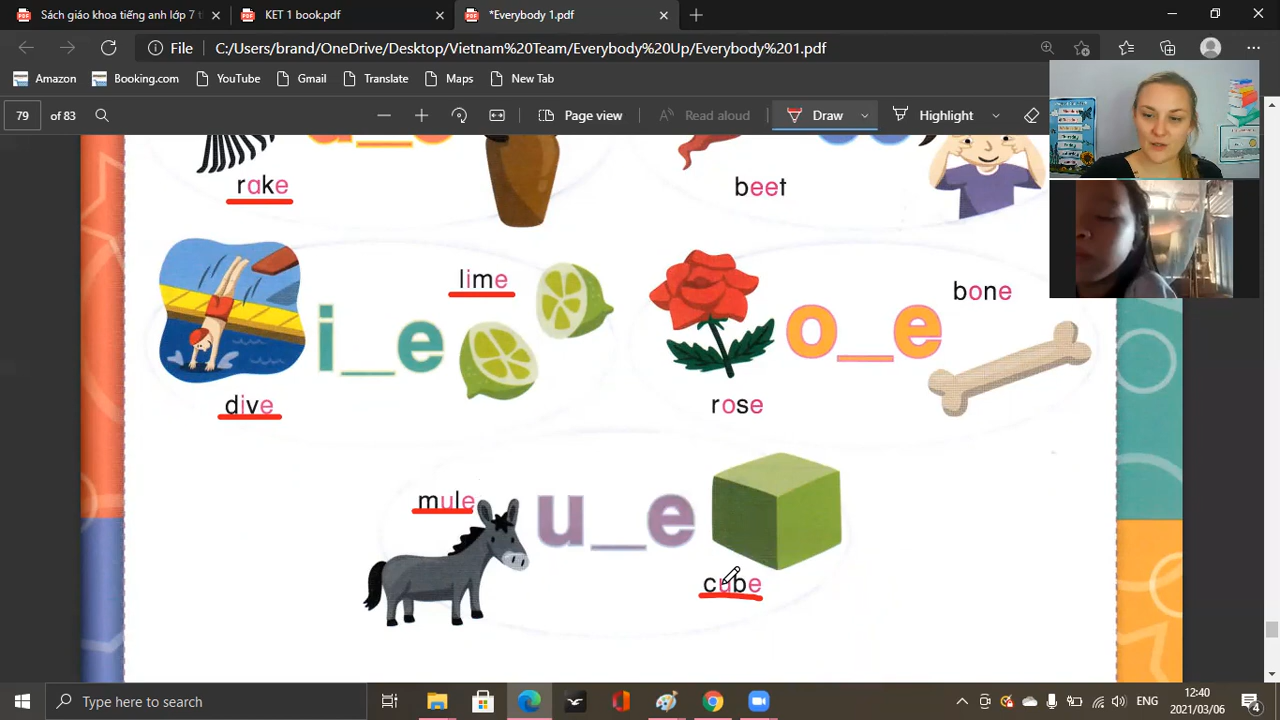 Sách giáo khoa tiếng anh lớp 7 t
KET 1 book.pdf
*Everybody 1.pdf
File
C:/Users/brand/OneDrive/Desktop/Vietnam%20Team/Everybody%20Up/Everybody%201.pdf
Amazon
Booking.com
YouTube
Gmail
Translate
Maps
New Tab
79 of 83
Page view
Read aloud
Draw
Highlight
rake
beet
lime
bone
i_e
o_e
dive
rose
mule
u_e
cube
Type here to search
ENG
12:40
2021/03/06
4